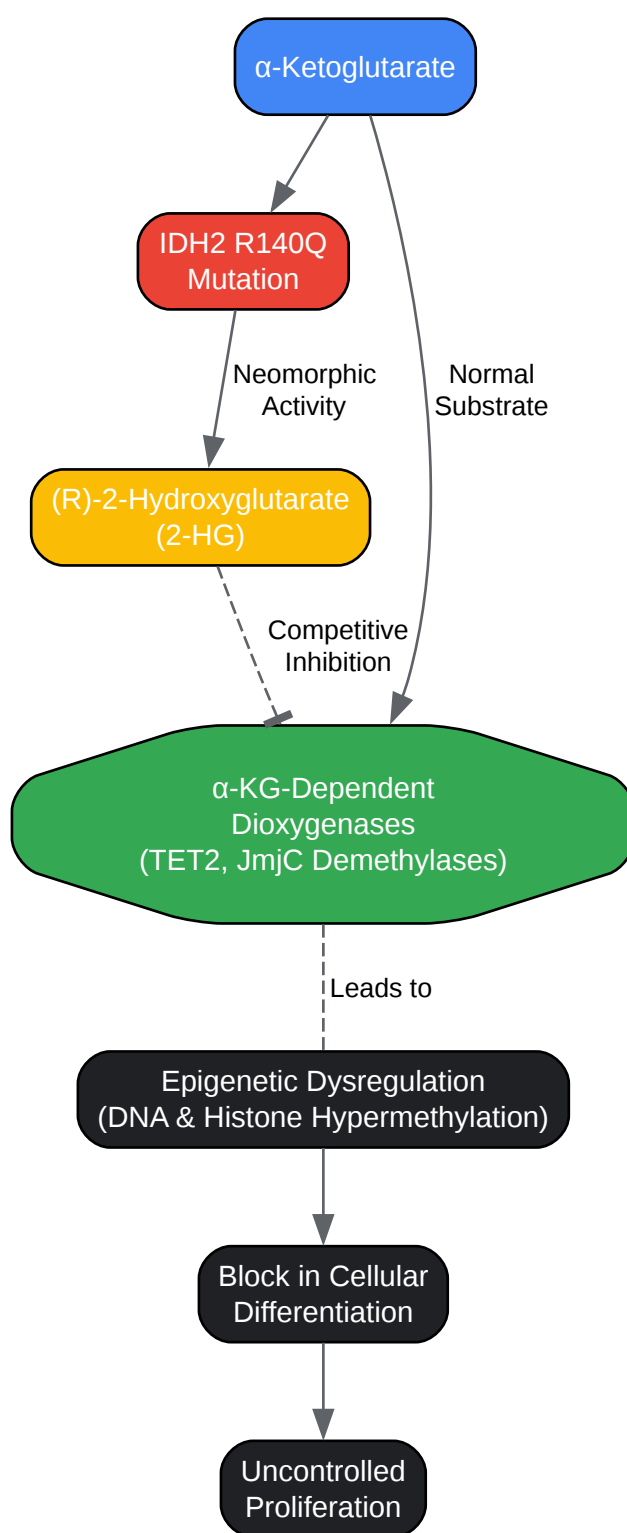 α-Ketoglutarate
IDH2 R140Q
Mutation
Neomorphic
Activity
Normal
Substrate
(R)-2-Hydroxyglutarate
(2-HG)
Competitive
Inhibition
α-KG-Dependent
Dioxygenases
(TET2, JmjC Demethylases)
Leads to
Epigenetic Dysregulation
(DNA & Histone Hypermethylation)
Block in Cellular
Differentiation
Uncontrolled
Proliferation